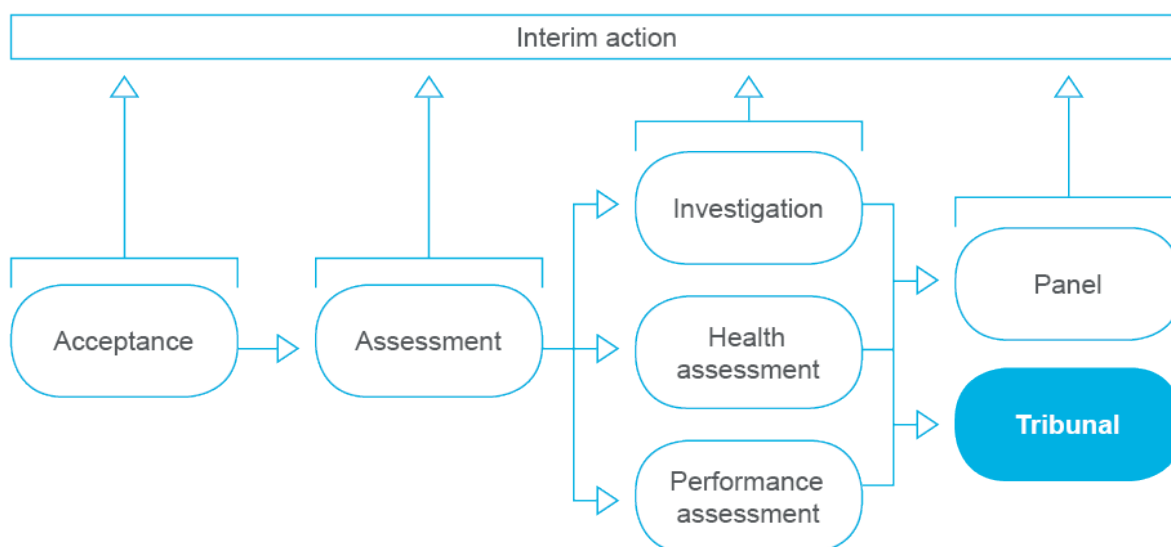 Interim action
Acceptance
Assessment
Investigation
Health
assessment
Performance
assessment
Panel
Tribunal